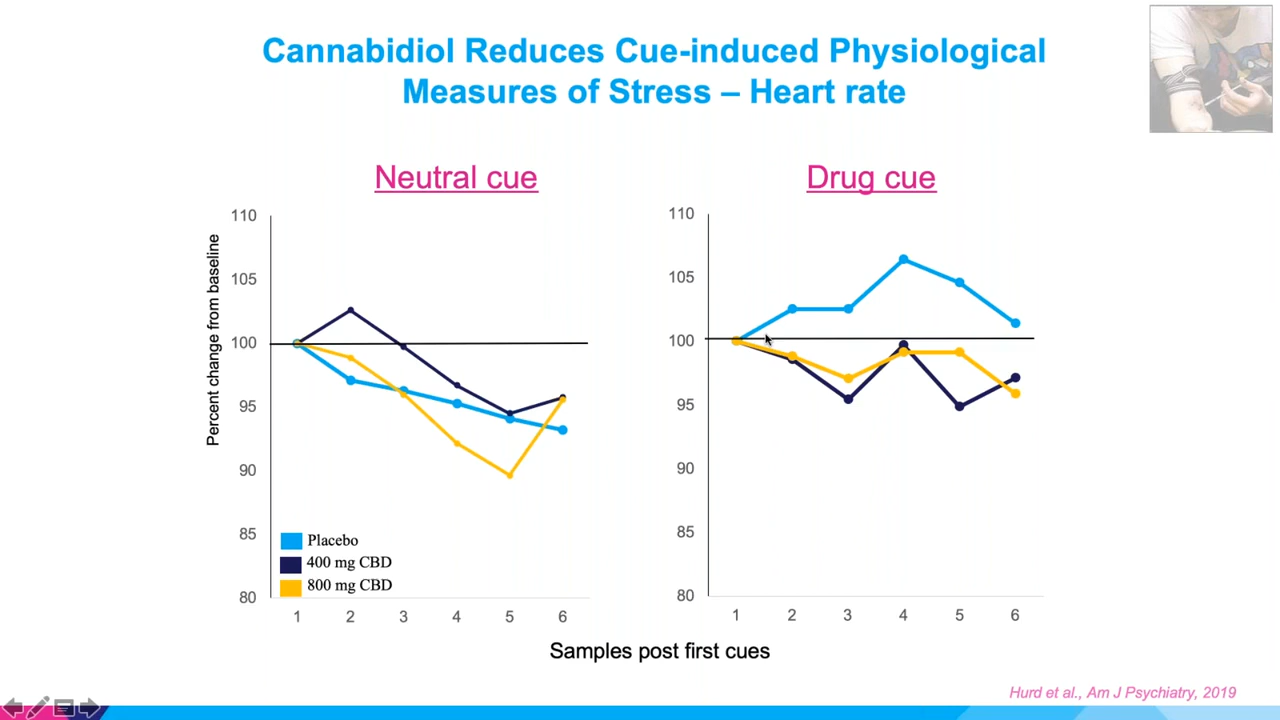 Cannabidiol Reduces Cue-induced Physiological
Measures of Stress – Heart rate
Neutral cue
Drug cue
Percent change from baseline
110
105
100
95
90
85
80
1 2 3 4 5 6
Placebo
400 mg CBD
800 mg CBD
110
105
100
95
90
85
80
1 2 3 4 5 6
Samples post first cues
Hurd et al., Am J Psychiatry, 2019